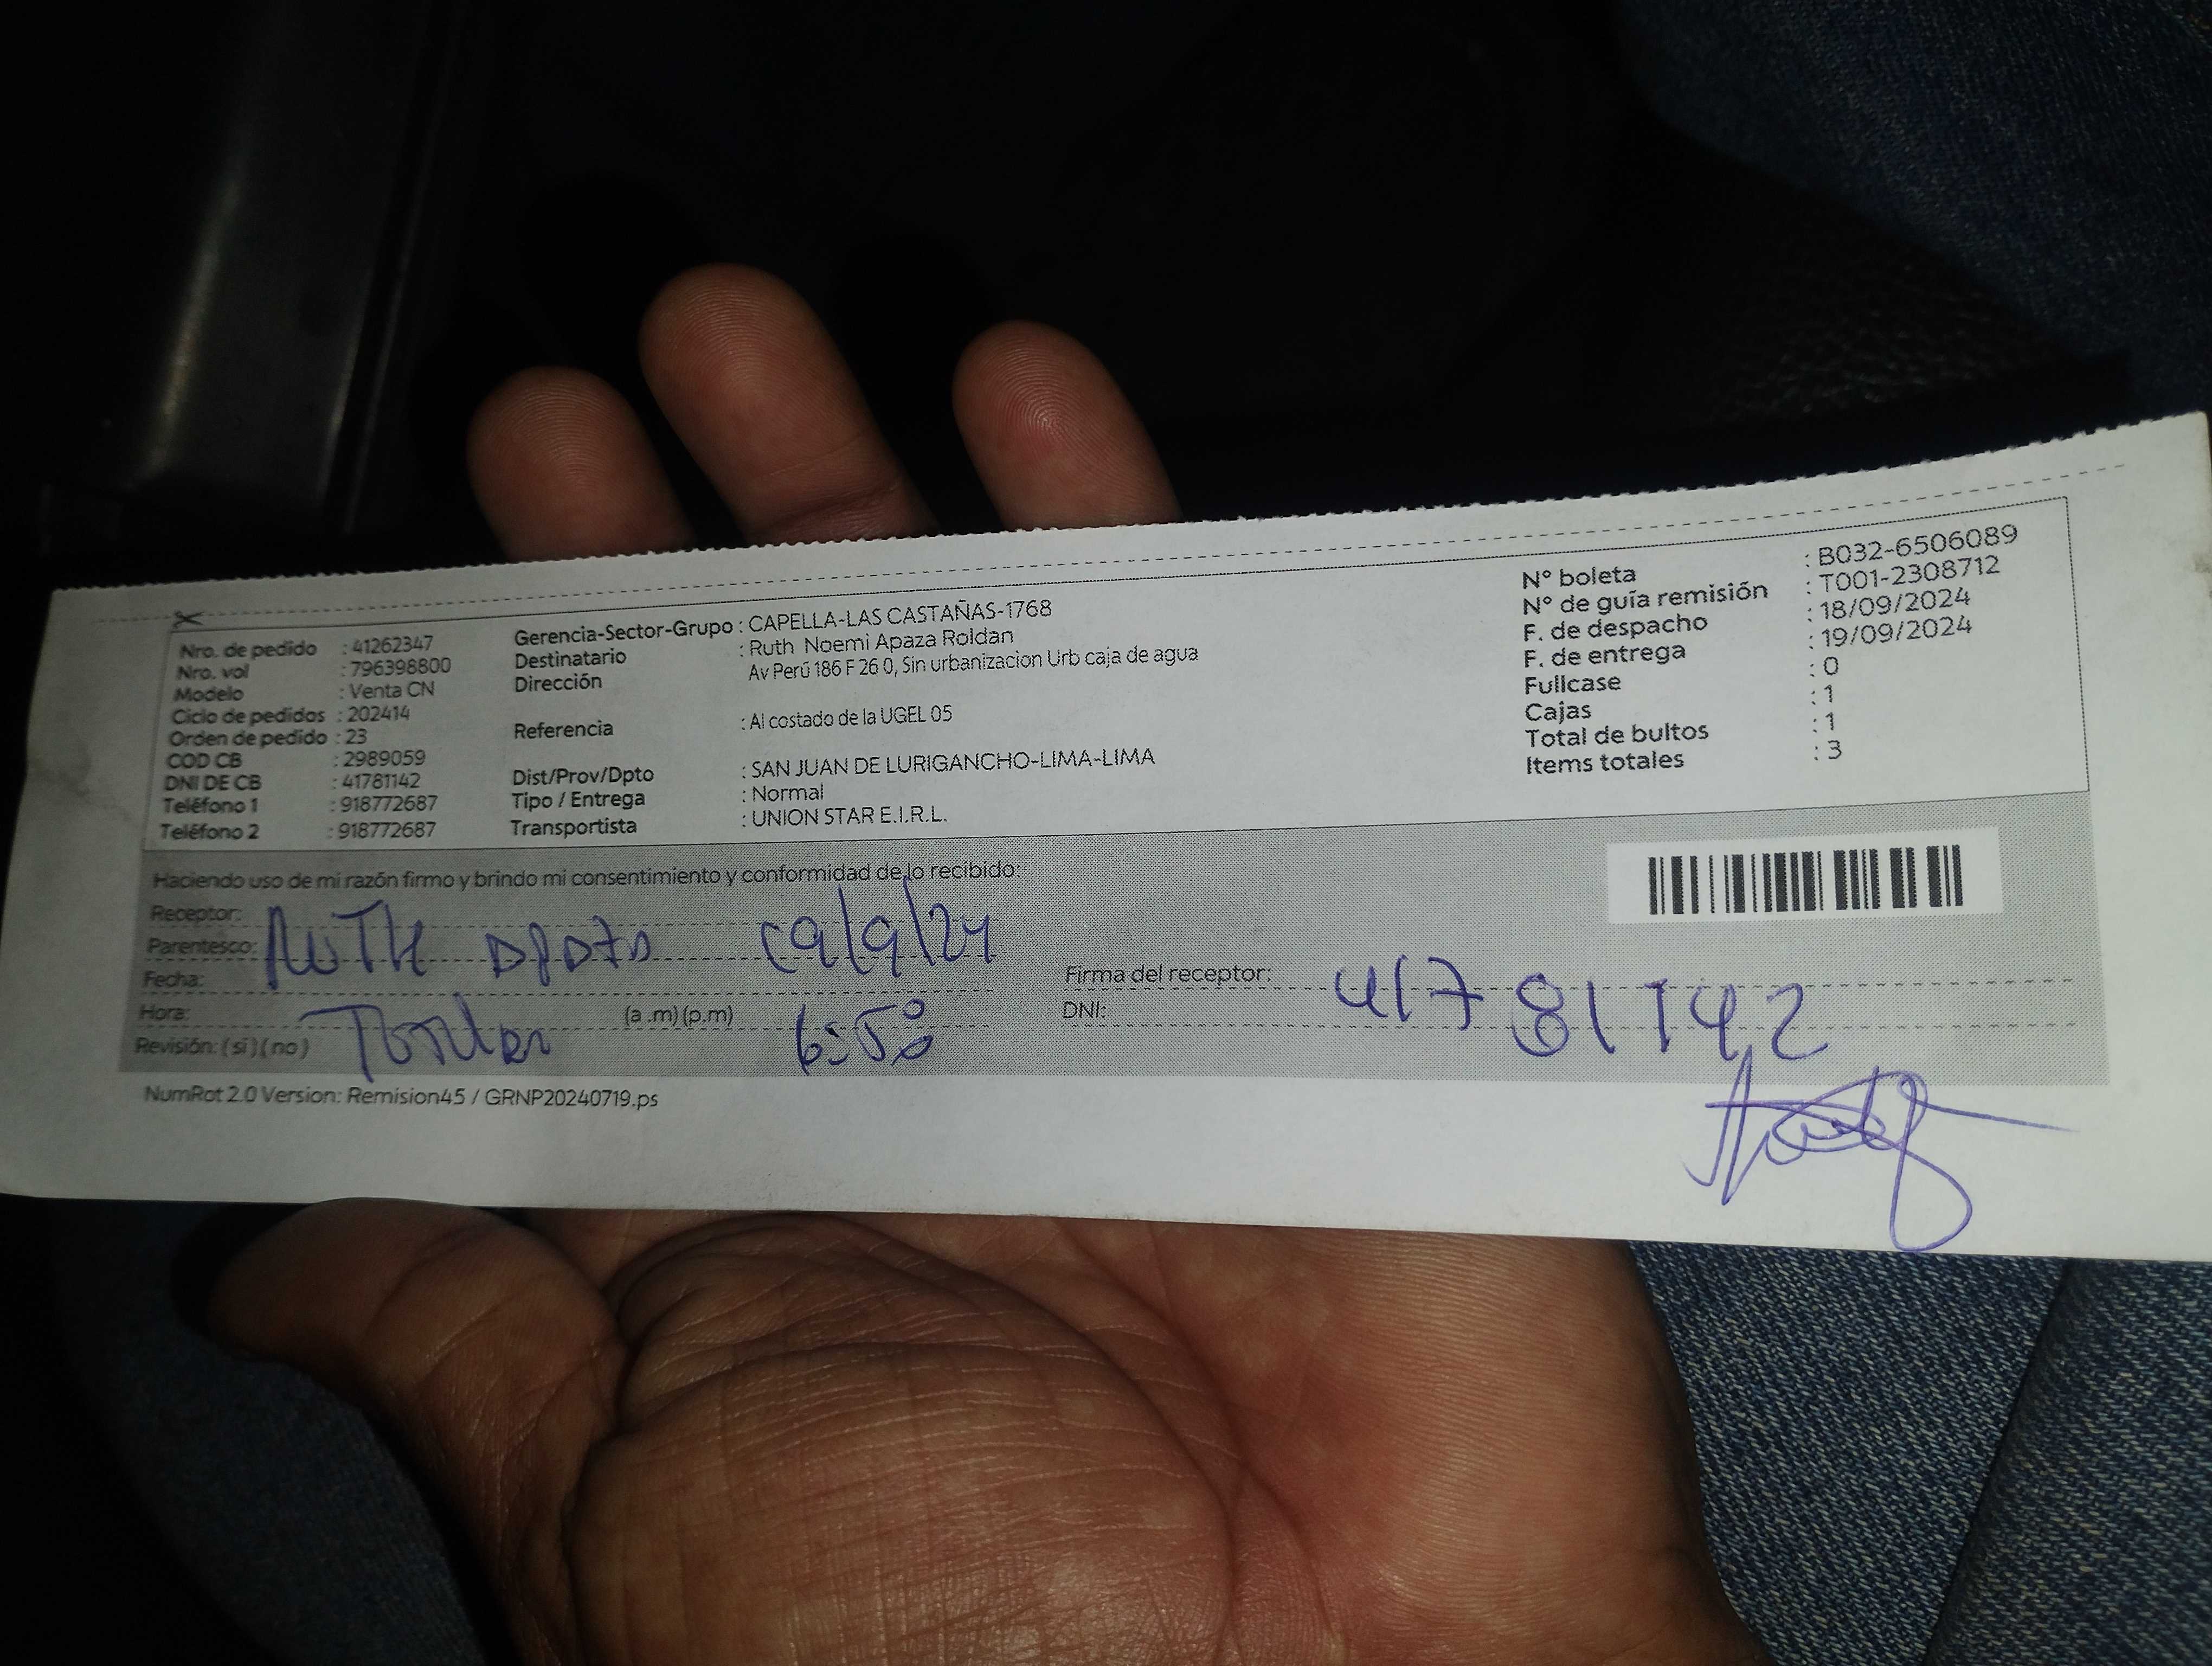 Nro. de pedido : 41262347
Nro. vol : 796398800
Modelo : Venta CN
Ciclo de pedidos : 202414
Orden de pedido : 23
COD CB : 2989059
DNI DE CB : 41781142
Teléfono 1 : 918772687
Teléfono 2 : 918772687
Gerencia-Sector-Grupo : CAPELLA-LAS CASTAÑAS-1768
Destinatario : Ruth Noemi Apaza Roldan
Dirección Av Perú 186 F 26 0, Sin urbanizacion Urb caja de agua
Referencia : Al costado de la UGEL 05
Dist/Prov/Dpto : SAN JUAN DE LURIGANCHO-LIMA-LIMA
Tipo / Entrega : Normal
Transportista : UNION STAR E.I.R.L.
N° boleta : B032-6506089
N° de guía remisión : T001-2308712
F. de despacho : 18/09/2024
F. de entrega : 19/09/2024
Fullcase : 0
Cajas : 1
Total de bultos : 1
Items totales : 3
Haciendo uso de mi razón firmo y brindo mi consentimiento y conformidad de lo recibido:
Receptor:
Parentesco: RuTh 19/9/24
Fecha:
Hora: (a .m) (p.m) 6:50
Revisión: (si) (no)
Firma del receptor:
DNI: 41781142
NumRot 2.0 Version: Remision45 / GRNP20240719.ps